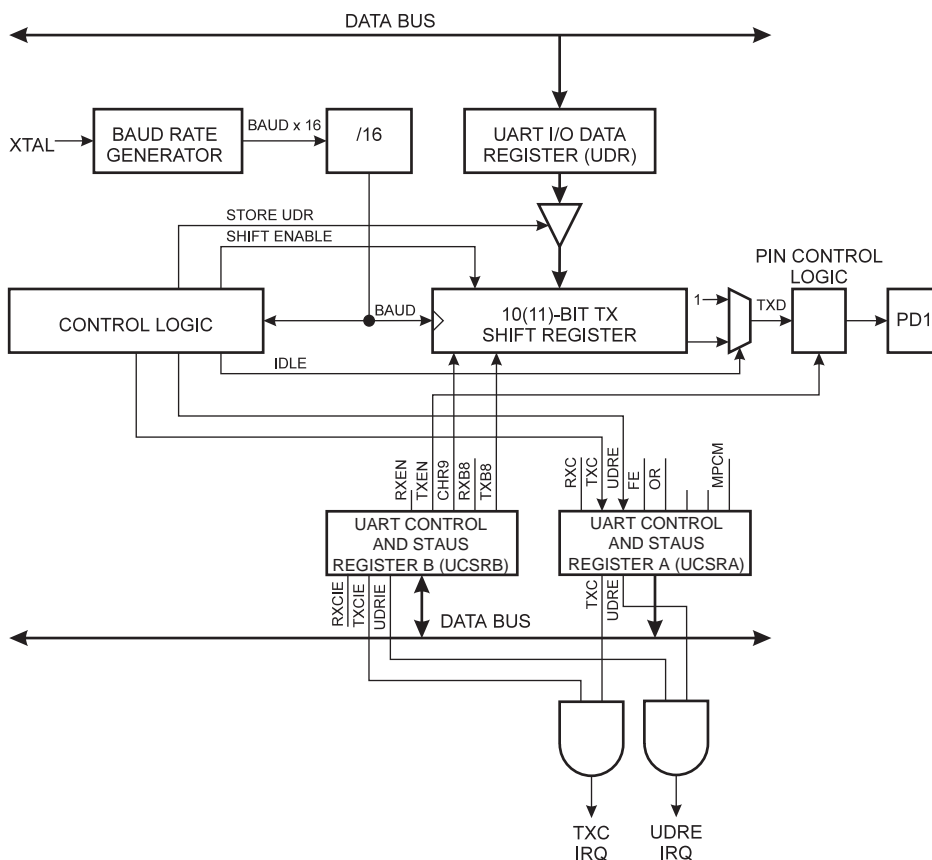 DATA BUS
XTAL
BAUD RATE
GENERATOR
BAUD x 16
/16
UART I/O DATA
REGISTER (UDR)
STORE UDR
SHIFT ENABLE
PIN CONTROL
LOGIC
CONTROL LOGIC
BAUD
10(11)-BIT TX
SHIFT REGISTER
1
TXD
PD1
IDLE
RXEN
TXEN
CHR9
RXB8
TXB8
RXC
TXC
UDRE
FE
OR
MPCM
UART CONTROL
AND STAUS
REGISTER B (UCSRB)
UART CONTROL
AND STAUS
REGISTER A (UCSRA)
RXCIE
TXCIE
UDRIE
TXC
UDRE
DATA BUS
TXC
IRQ
UDRE
IRQ